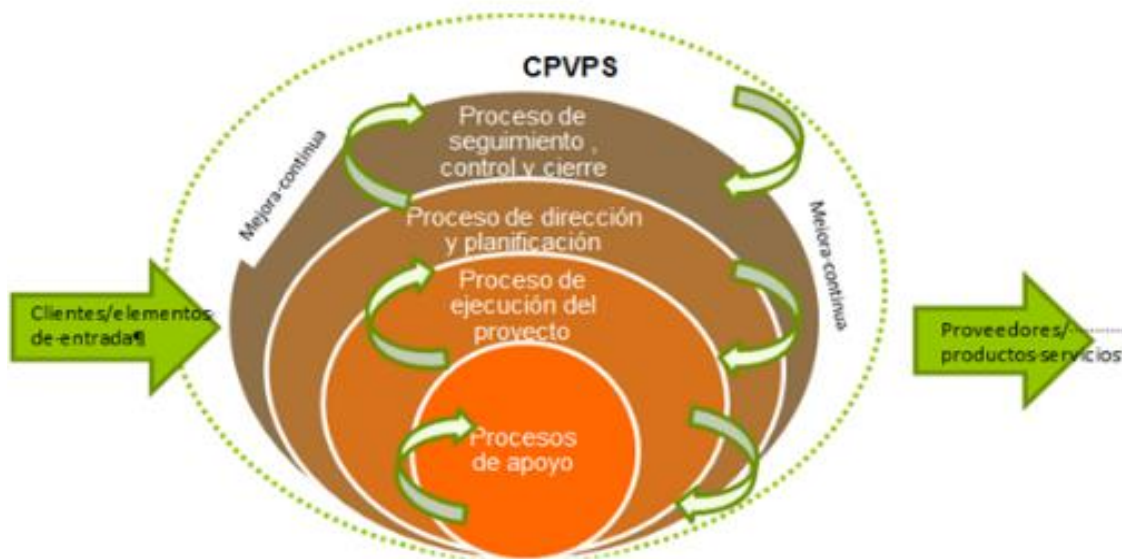 CPVPS
Proceso de
seguimiento ,
control y cierre
Mejora-continua
Mejora-continua
Proceso de dirección
y planificación
Proceso de
ejecución del
proyecto
Clientes/elementos-
de-entrada¶
Proveedores/
productos-servicios
Procesos
de apoyo